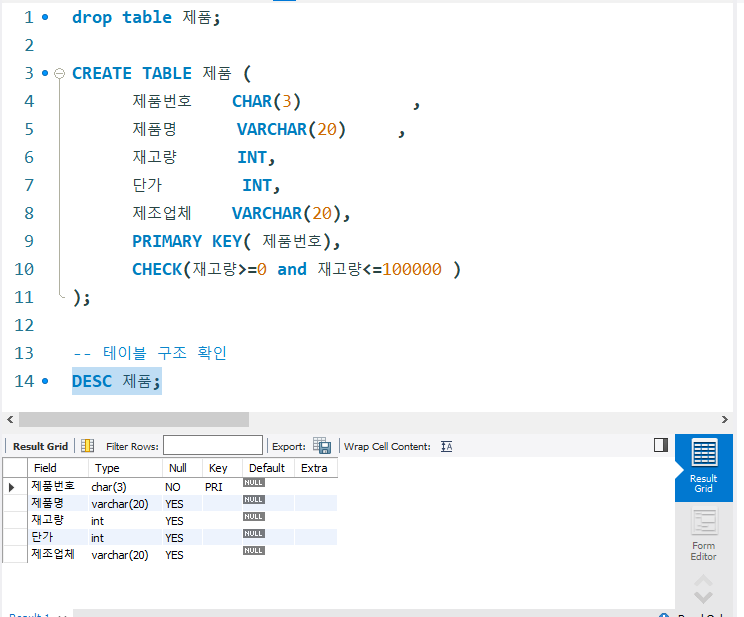 1 drop table 제품;
2
3 CREATE TABLE 제품 (
4 제품번호 CHAR(3) ,
5 제품명 VARCHAR(20) ,
6 재고량 INT,
7 단가 INT,
8 제조업체 VARCHAR(20),
9 PRIMARY KEY( 제품번호),
10 CHECK(재고량>=0 and 재고량<=100000 )
11 );
12
13 -- 테이블 구조 확인
14 DESC 제품;
Result Grid Filter Rows: Export: Wrap Cell Content: IA
Field Type Null Key Default Extra
제품번호 char(3) NO PRI NULL
제품명 varchar(20) YES NULL
재고량 int YES NULL
단가 int YES NULL
제조업체 varchar(20) YES NULL
Result
Grid
Form
Editor
Result 1